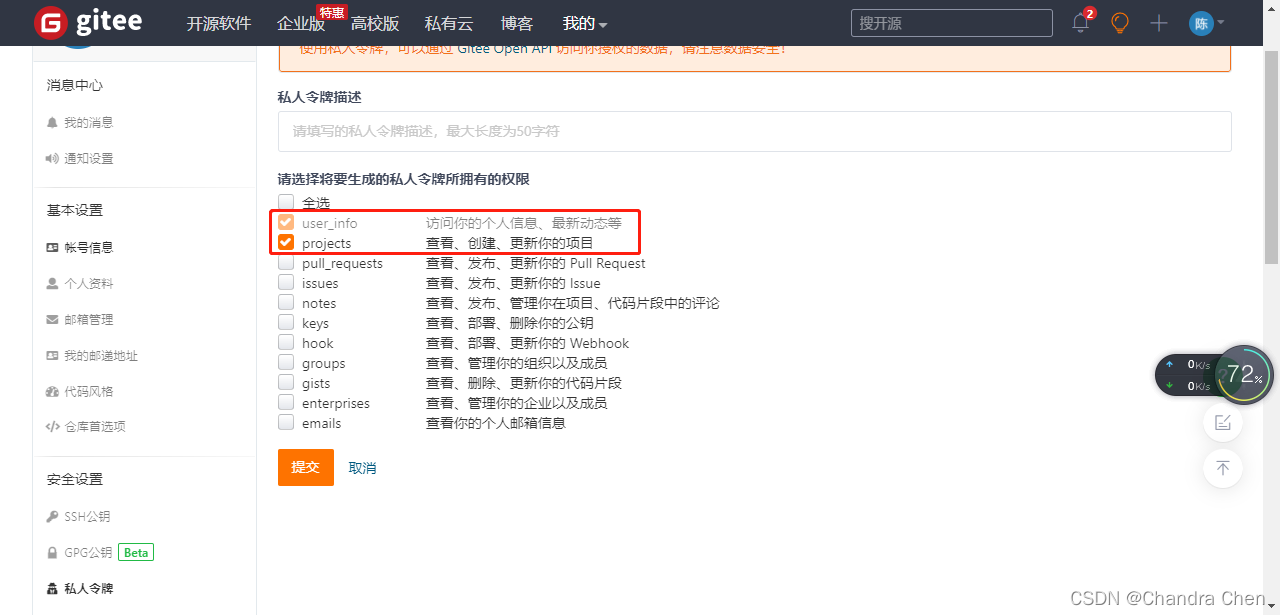 gitee 开源软件 企业版 特惠 高校版 私有云 博客 我的 搜开源 2 陈
使用私人令牌，可以通过 Gitee Open API 访问你授权的数据，请注意数据安全！
消息中心
我的消息
通知设置
基本设置
帐号信息
个人资料
邮箱管理
我的邮递地址
代码风格
仓库首选项
安全设置
SSH公钥
GPG公钥 Beta
私人令牌
私人令牌描述
请填写的私人令牌描述，最大长度为50字符
请选择将要生成的私人令牌所拥有的权限
全选
user_info 访问你的个人信息、最新动态等
projects 查看、创建、更新你的项目
pull_requests 查看、发布、更新你的 Pull Request
issues 查看、发布、更新你的 Issue
notes 查看、发布、管理你在项目、代码片段中的评论
keys 查看、部署、删除你的公钥
hook 查看、部署、更新你的 Webhook
groups 查看、管理你的组织以及成员
gists 查看、删除、更新你的代码片段
enterprises 查看、管理你的企业以及成员
emails 查看你的个人邮箱信息
提交 取消
0K/s
0K/s
72%
CSDN @Chandra Chen